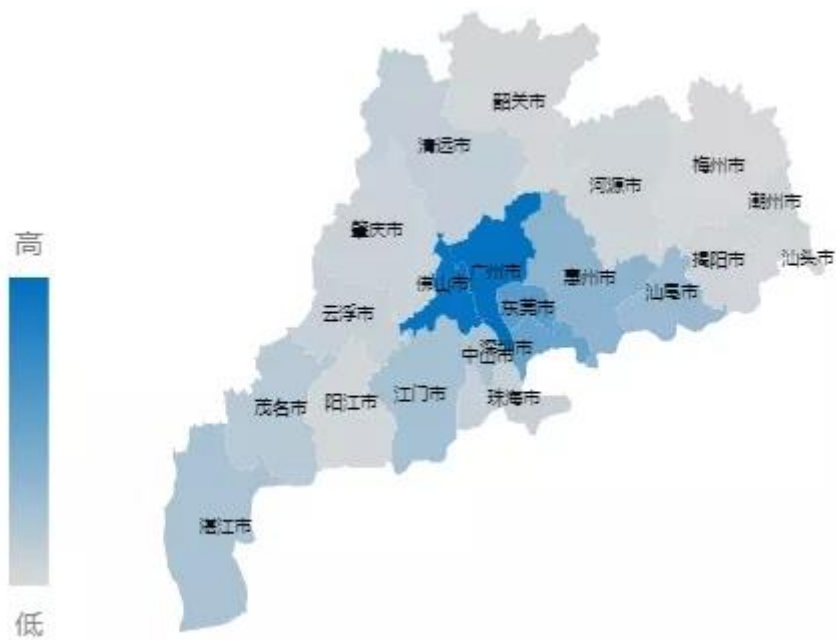 韶关市
清远市
梅州市
河源市
潮州市
肇庆市
高
揭阳市
汕头市
佛山市
广州市
惠州市
汕尾市
东莞市
云浮市
深圳市
中山市
江门市
珠海市
阳江市
茂名市
湛江市
低